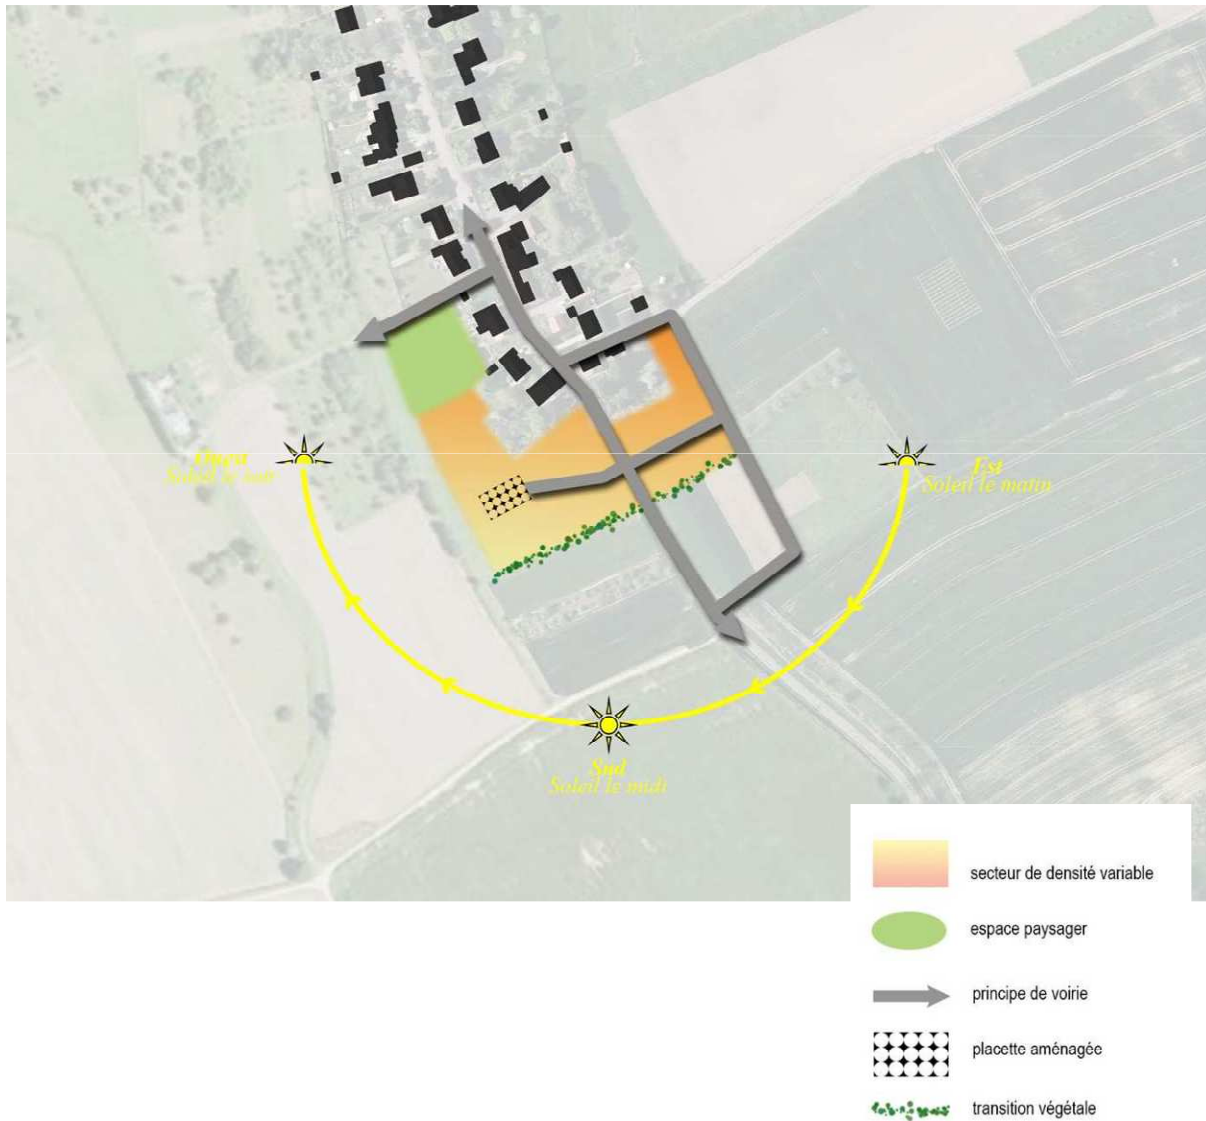 Ouest
Soleil le soir
Est
Soleil le matin
Sud
Soleil le midi
secteur de densité variable
espace paysager
principe de voirie
placette aménagée
transition végétale